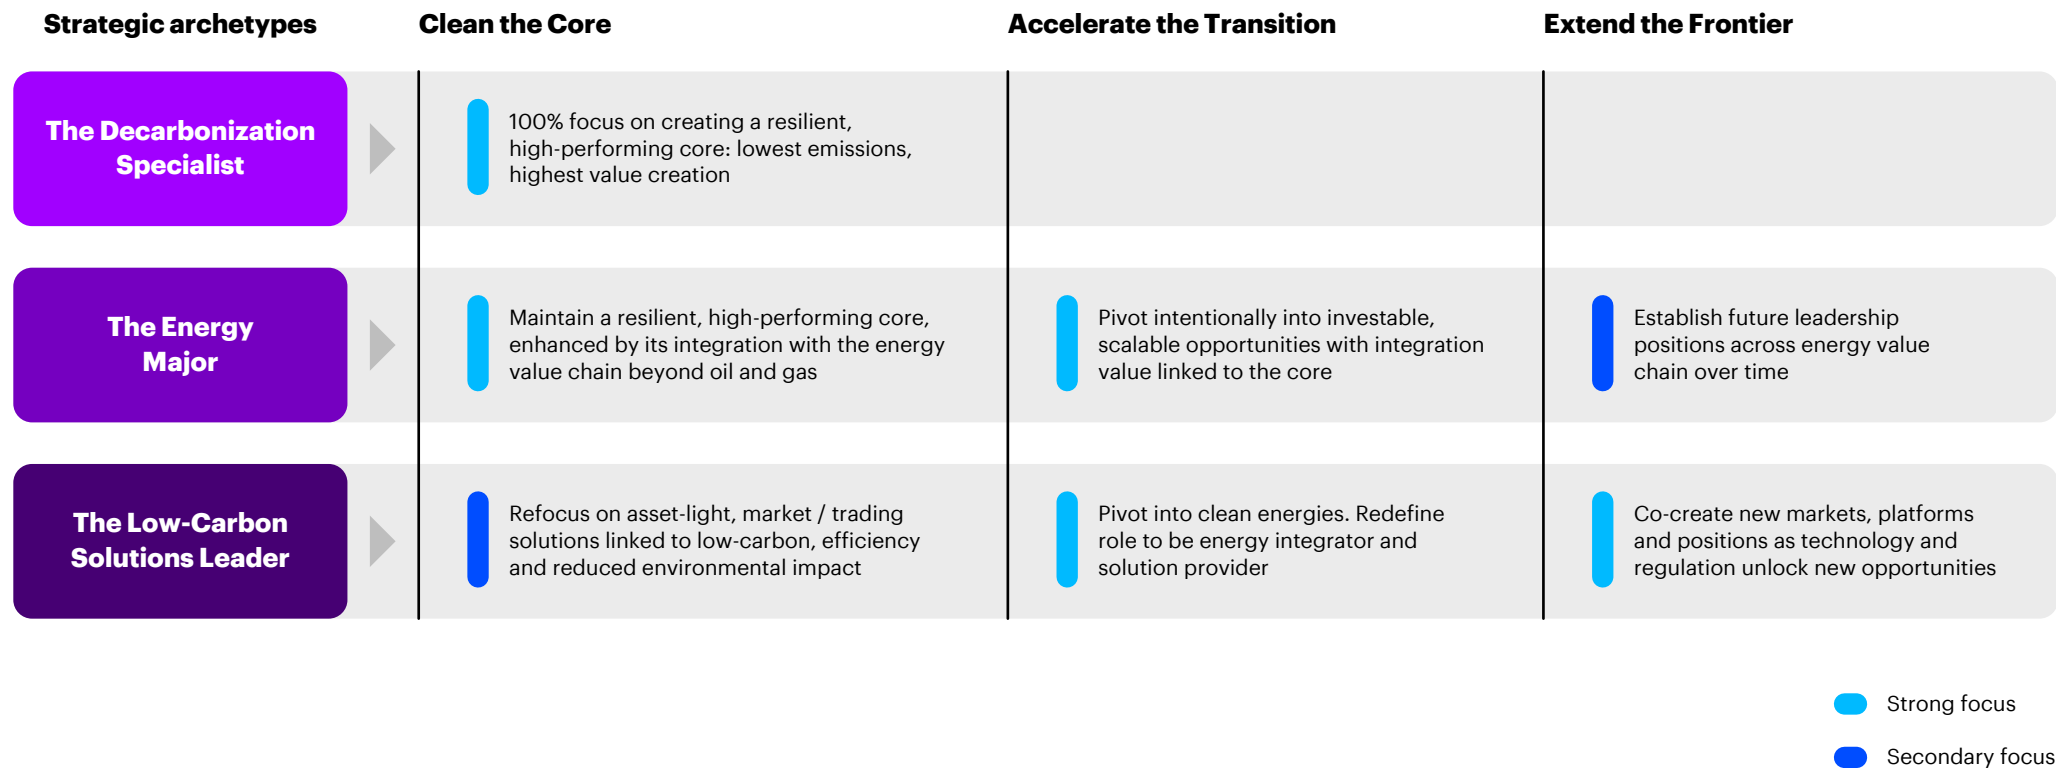 Strategic archetypes
Clean the Core
Accelerate the Transition
Extend the Frontier
The Decarbonization
Specialist
100% focus on creating a resilient,
high-performing core: lowest emissions,
highest value creation
The Energy
Major
Maintain a resilient, high-performing core,
enhanced by its integration with the energy
value chain beyond oil and gas
Pivot intentionally into investable,
scalable opportunities with integration
value linked to the core
Establish future leadership
positions across energy value
chain over time
The Low-Carbon
Solutions Leader
Refocus on asset-light, market / trading
solutions linked to low-carbon, efficiency
and reduced environmental impact
Pivot into clean energies. Redefine
role to be energy integrator and
solution provider
Co-create new markets, platforms
and positions as technology and
regulation unlock new opportunities
Strong focus
Secondary focus